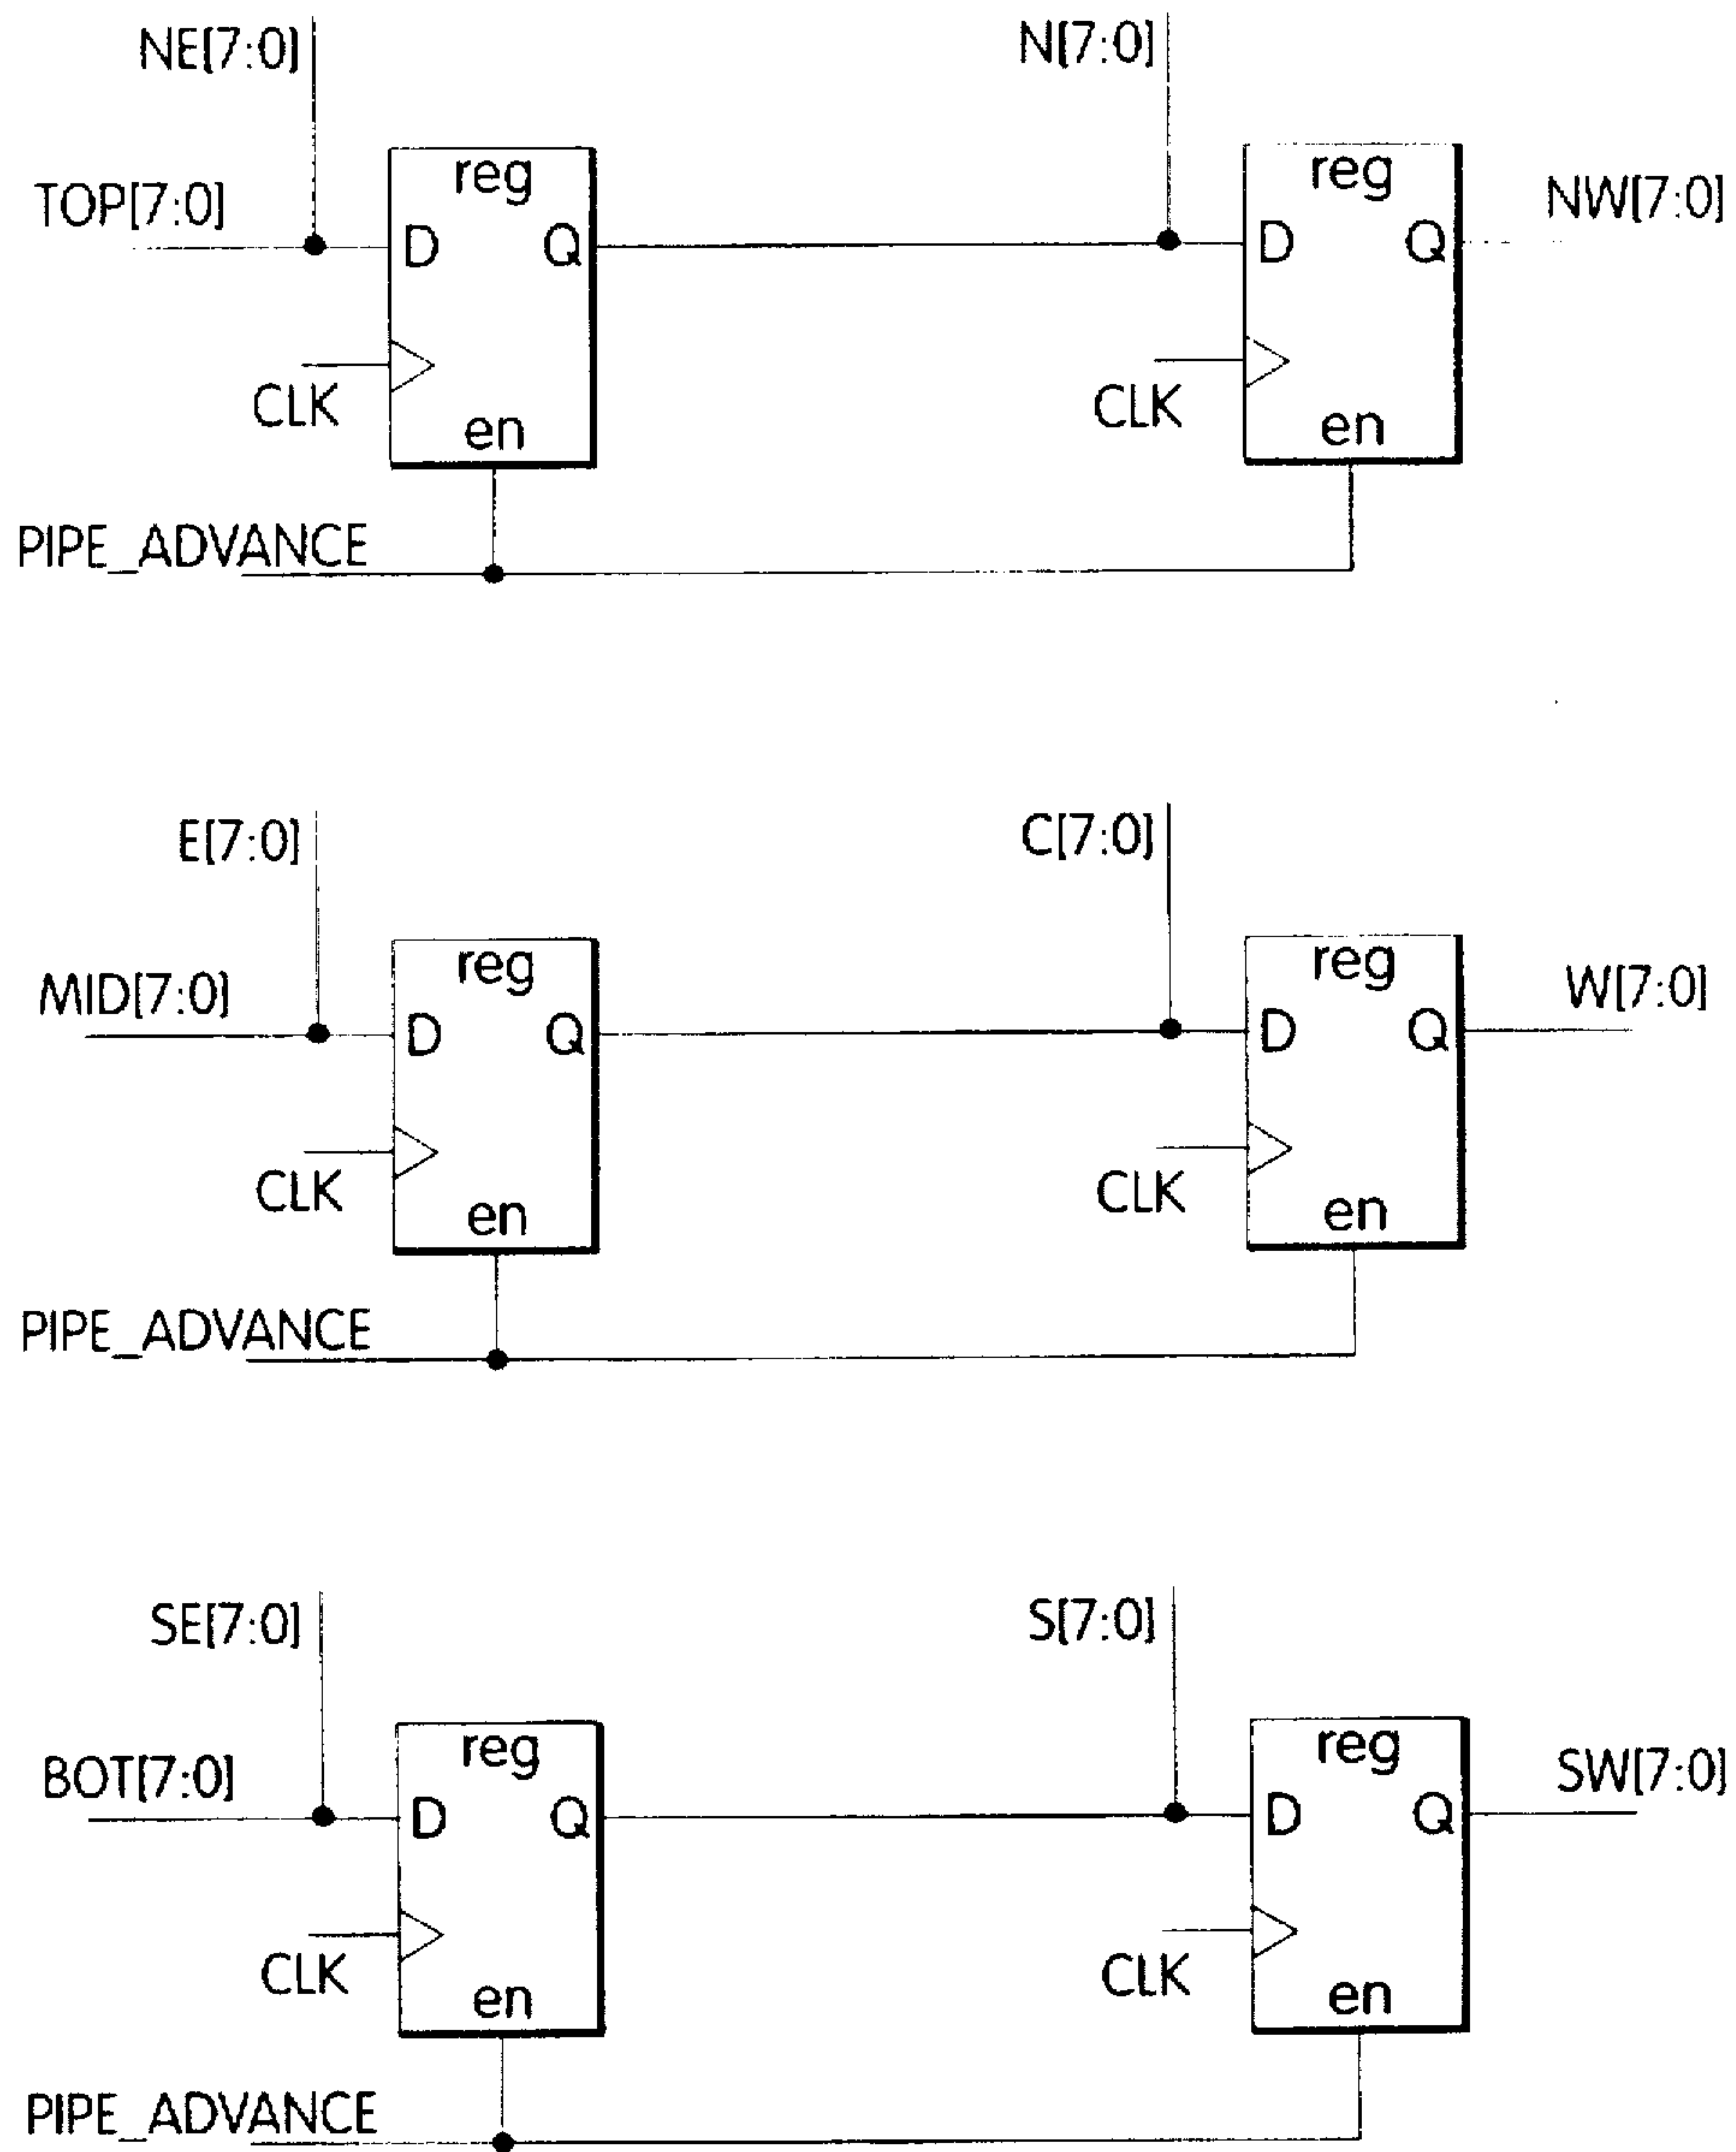 NE[7:0] N[7:0]
reg reg
TOP[7:0] D Q D Q NW[7:0]
CLK CLK
en en
PIPE_ADVANCE
E[7:0] C[7:0]
reg reg
MID[7:0] D Q D Q W[7:0]
CLK CLK
en en
PIPE_ADVANCE
SE[7:0] S[7:0]
reg reg
BOT[7:0] D Q D Q SW[7:0]
CLK CLK
en en
PIPE_ADVANCE